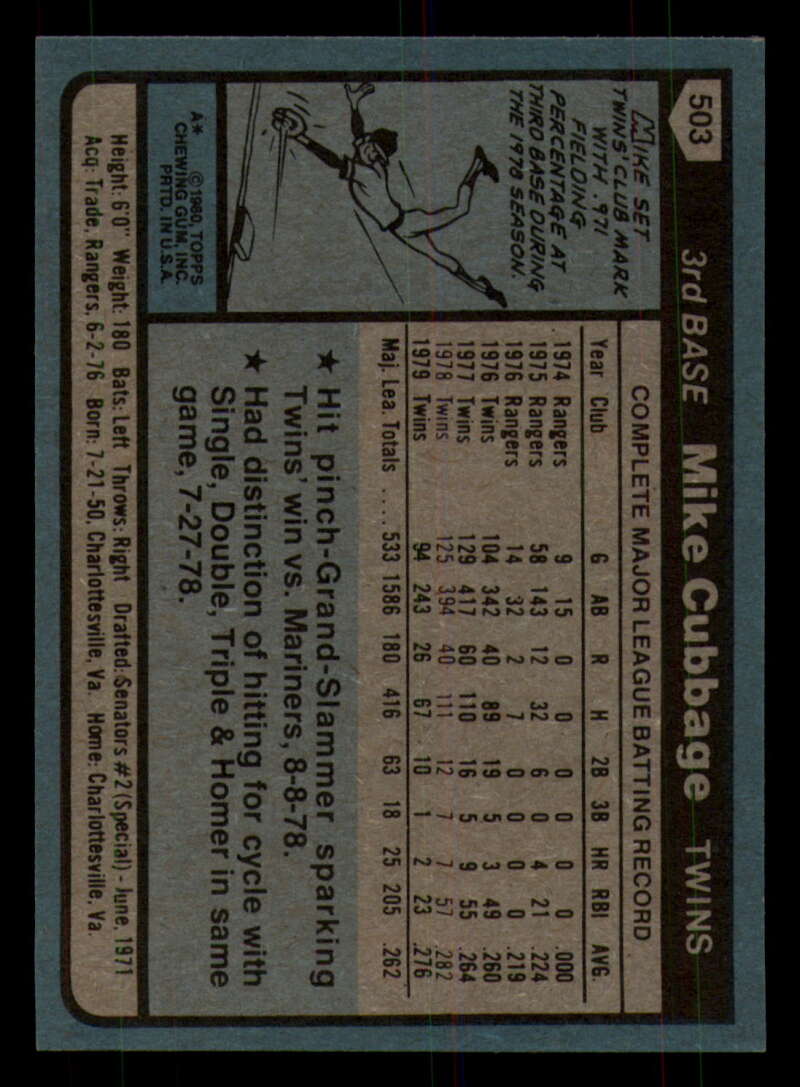 503
3rd BASE Mike Cubbage TWINS
MIKE SET
TWINS' CLUB MARK
WITH .971
FIELDING
PERCENTAGE AT
THIRD BASE DURING
THE 1978 SEASON.
A* © 1980, TOPPS
CHEWING GUM, INC.
PRTD. IN U.S.A.
COMPLETE MAJOR LEAGUE BATTING RECORD
Year Club G AB R H 2B 3B HR RBI AVG.
1974 Rangers 9 15 0 0 0 0 0 0 .000
1975 Rangers 58 143 12 32 6 0 4 21 .224
1976 Rangers 14 32 2 7 0 0 0 0 .219
1976 Twins 104 342 40 89 19 5 3 49 .260
1977 Twins 129 417 60 110 16 5 9 55 .264
1978 Twins 125 394 40 111 12 7 7 57 .282
1979 Twins 94 243 26 67 10 1 2 23 .276
Maj. Lea. Totals .... 533 1586 180 416 63 18 25 205 .262
★ Hit pinch-Grand-Slammer sparking
Twins' win vs. Mariners, 8-8-78.
★ Had distinction of hitting for cycle with
Single, Double, Triple & Homer in same
game, 7-27-78.
Height: 6'0" Weight: 180 Bats: Left Throws: Right Drafted: Senators #2 (Special) - June, 1971
Acq: Trade, Rangers, 6-2-76 Born: 7-21-50, Charlottesville, Va. Home: Charlottesville, Va.